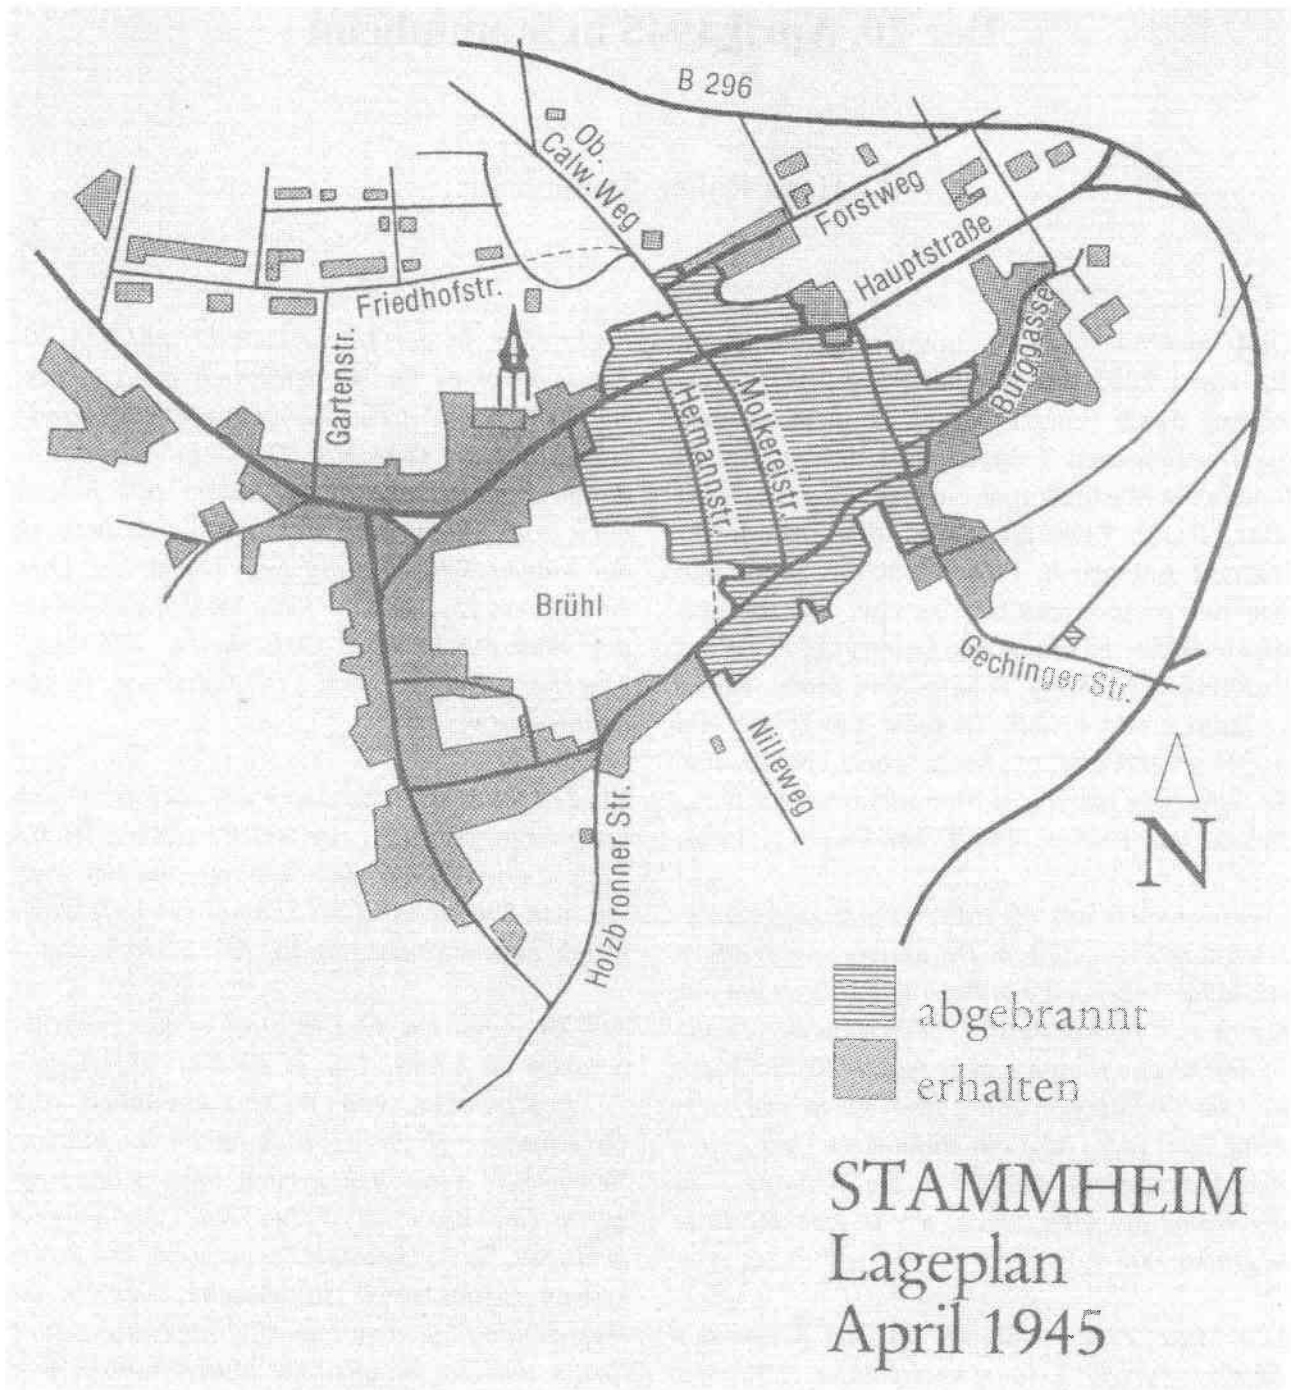 B 296
Ob.
Calw. Weg
Forstweg
Hauptstraße
Friedhofstr.
Gartenstr.
Burggasse
Hermannstr.
Molkereistr.
Brühl
Gechinger Str.
Nilleweg
Holzbronner Str.
N
abgebrannt
erhalten
STAMMHEIM
Lageplan
April 1945